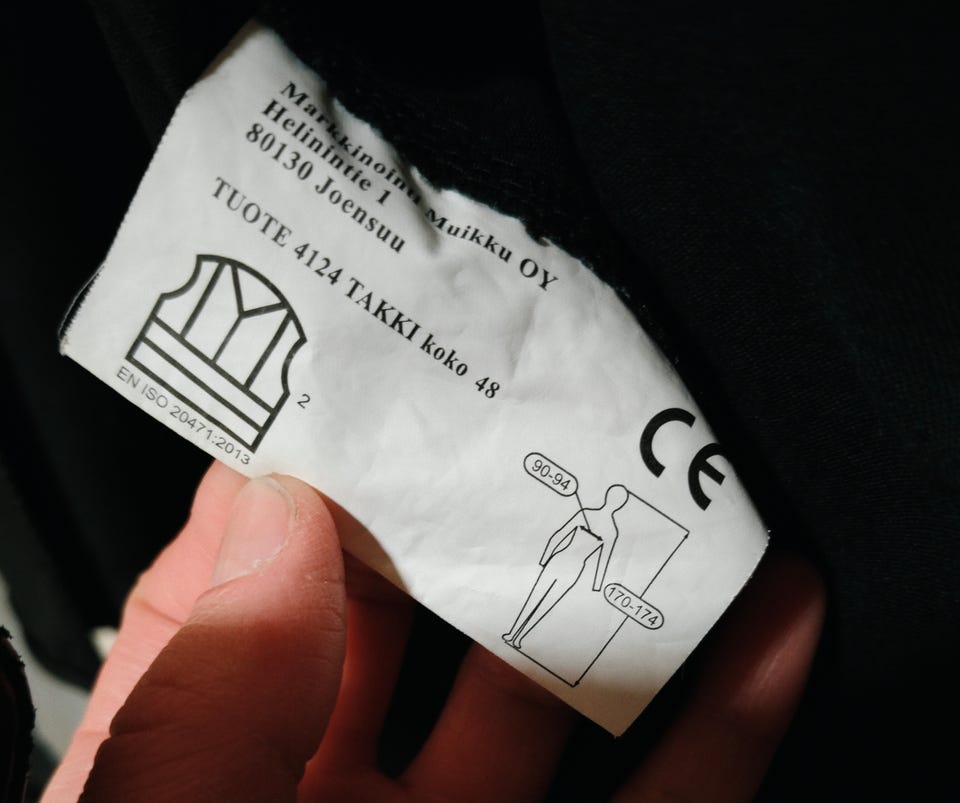 Markkinointi Muikku OY
Helinintie 1
80130 Joensuu
TUOTE 4124 TAKKI koko 48
2
EN ISO 20471:2013
CE
90-94
170-174